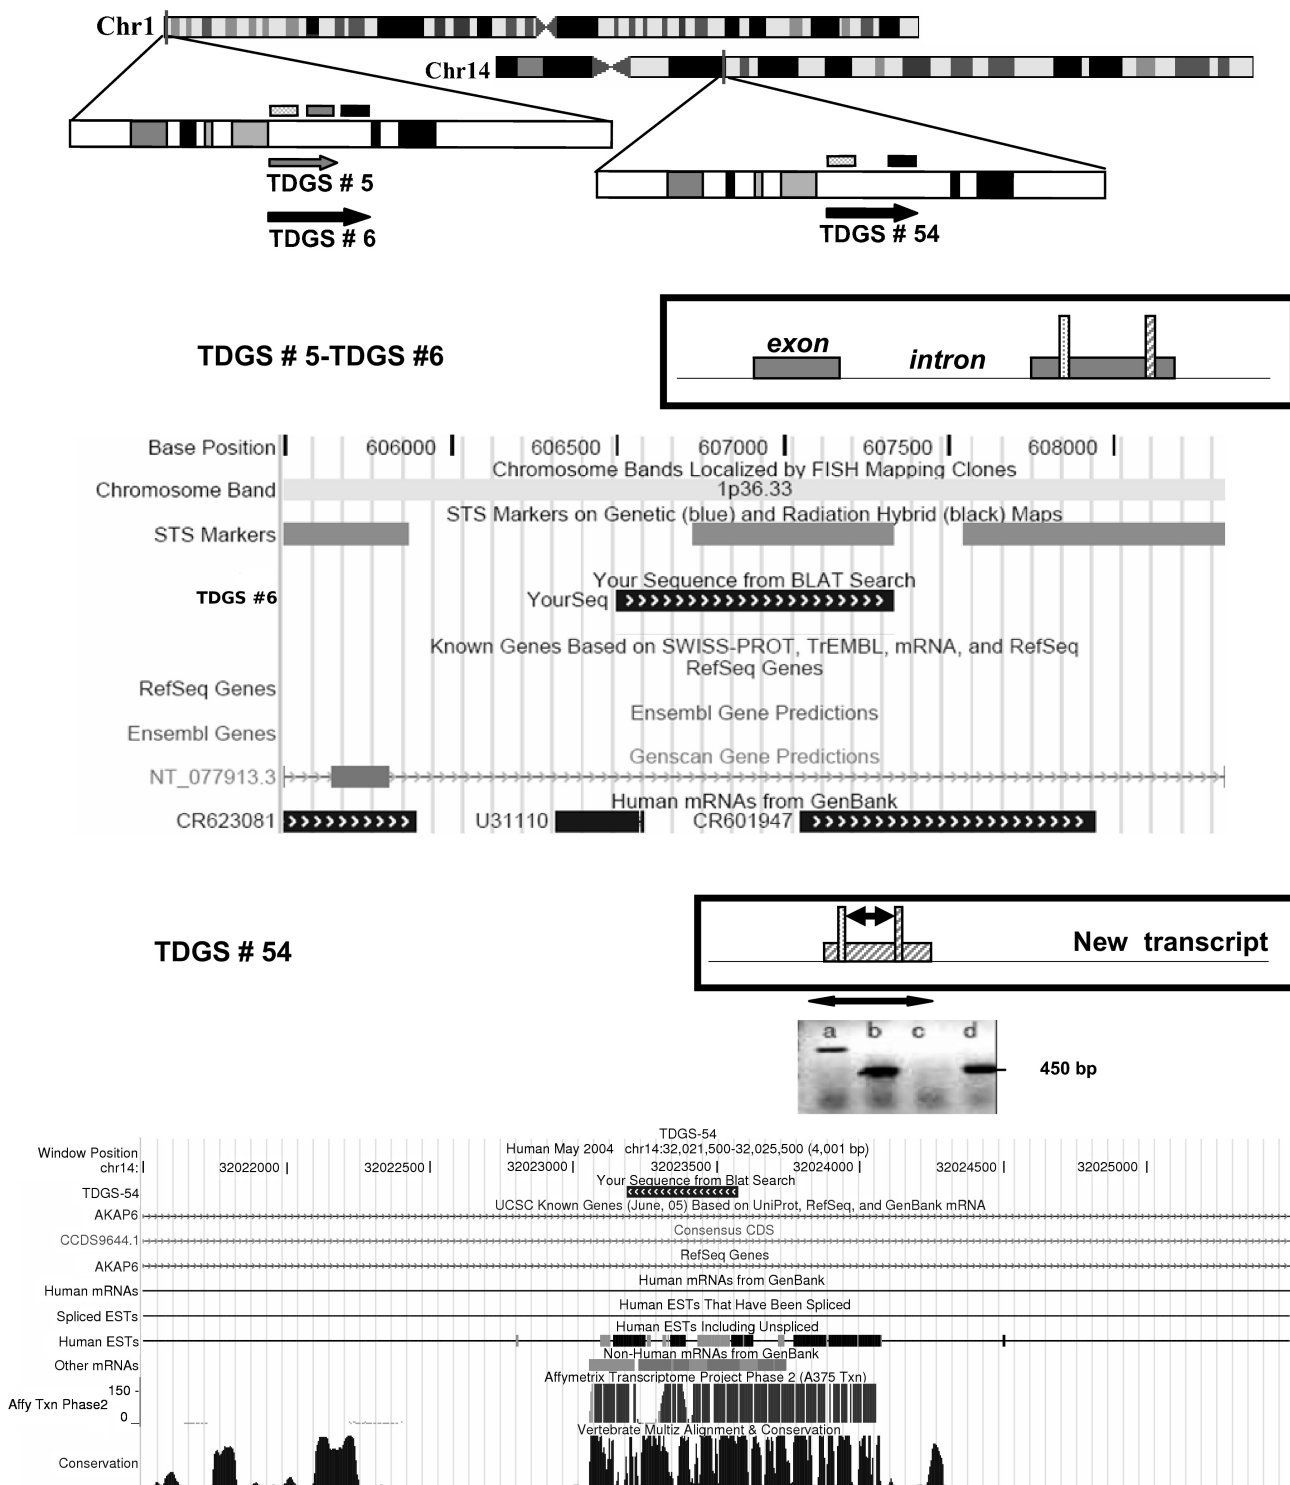 Chr1
Chr14
TDGS # 5
TDGS # 6
TDGS # 54
TDGS # 5-TDGS #6
exon
intron
Base Position 606000 606500 607000 607500 608000
Chromosome Bands Localized by FISH Mapping Clones
Chromosome Band 1p36.33
STS Markers on Genetic (blue) and Radiation Hybrid (black) Maps
STS Markers
Your Sequence from BLAT Search
TDGS #6 YourSeq
Known Genes Based on SWISS-PROT, TrEMBL, mRNA, and RefSeq
RefSeq Genes
RefSeq Genes
Ensembl Gene Predictions
Ensembl Genes
Genscan Gene Predictions
NT_077913.3
Human mRNAs from GenBank
CR623081 U31110 CR601947
TDGS # 54
New transcript
a b c d
450 bp
TDGS-54
Window Position Human May 2004 chr14:32,021,500-32,025,500 (4,001 bp)
chr14: 32022000 32022500 32023000 32023500 32024000 32024500 32025000
Your Sequence from Blat Search
TDGS-54
UCSC Known Genes (June, 05) Based on UniProt, RefSeq, and GenBank mRNA
AKAP6
Consensus CDS
CCDS9644.1
RefSeq Genes
AKAP6
Human mRNAs from GenBank
Human mRNAs
Human ESTs That Have Been Spliced
Spliced ESTs
Human ESTs Including Unspliced
Human ESTs
Non-Human mRNAs from GenBank
Other mRNAs
Affymetrix Transcriptome Project Phase 2 (A375 Txn)
150 -
Affy Txn Phase2
0
Vertebrate Multiz Alignment & Conservation
Conservation